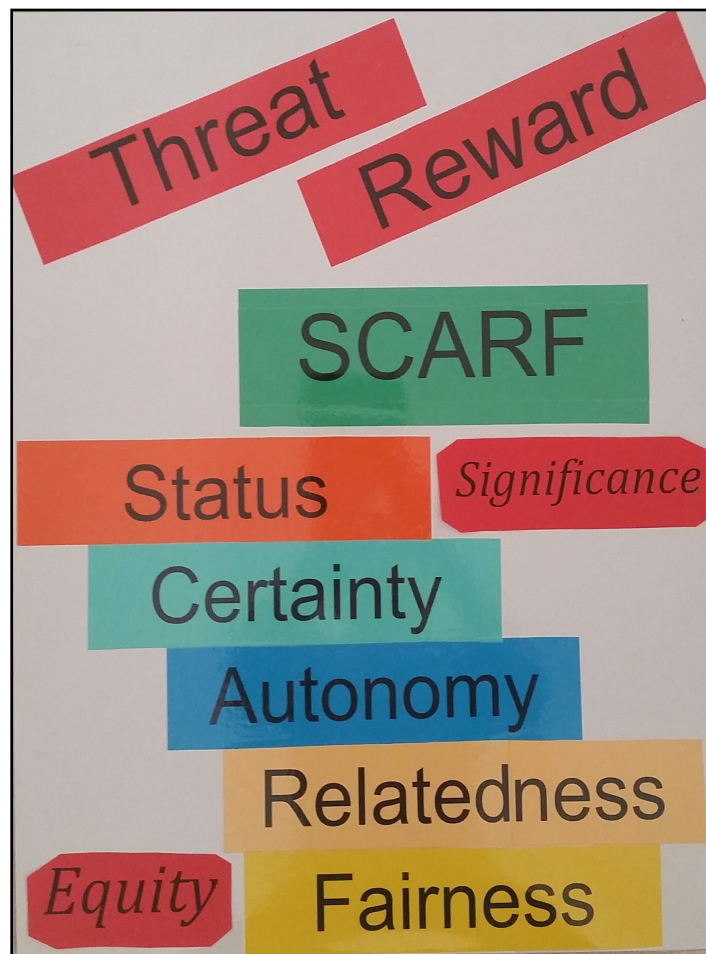 Threat
Reward
SCARF
Status
Significance
Certainty
Autonomy
Relatedness
Equity
Fairness